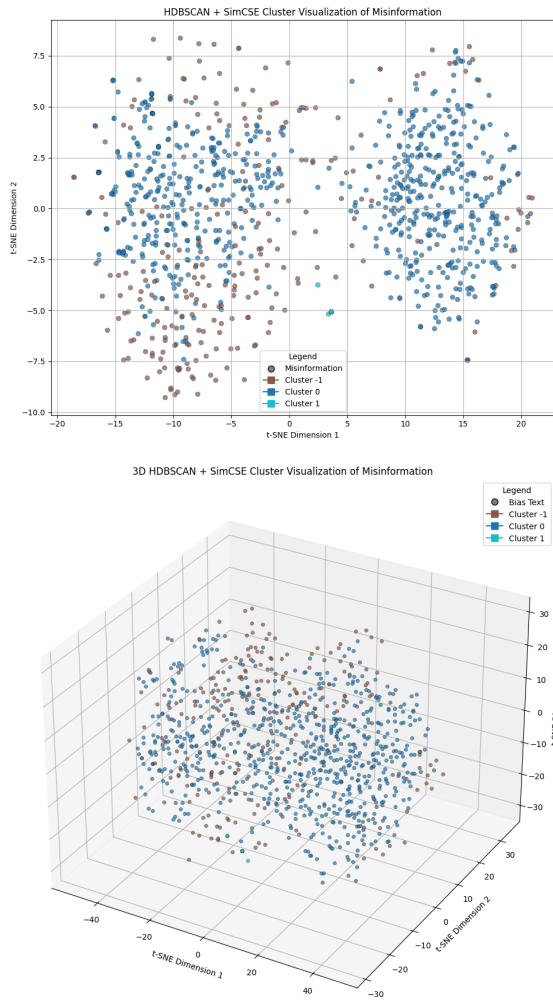 HDBSCAN + SimCSE Cluster Visualization of Misinformation
7.5
5.0
2.5
0.0
−2.5
−5.0
−7.5
−10.0
t-SNE Dimension 2
Legend
Misinformation
Cluster -1
Cluster 0
Cluster 1
−20
−15
−10
−5
0
5
10
15
20
t-SNE Dimension 1
3D HDBSCAN + SimCSE Cluster Visualization of Misinformation
Legend
Bias Text
Cluster -1
Cluster 0
Cluster 1
30
20
10
0
−10
−20
−30
−40
−20
0
20
40
t-SNE Dimension 1
−30
−20
−10
0
10
20
30
t-SNE Dimension 2